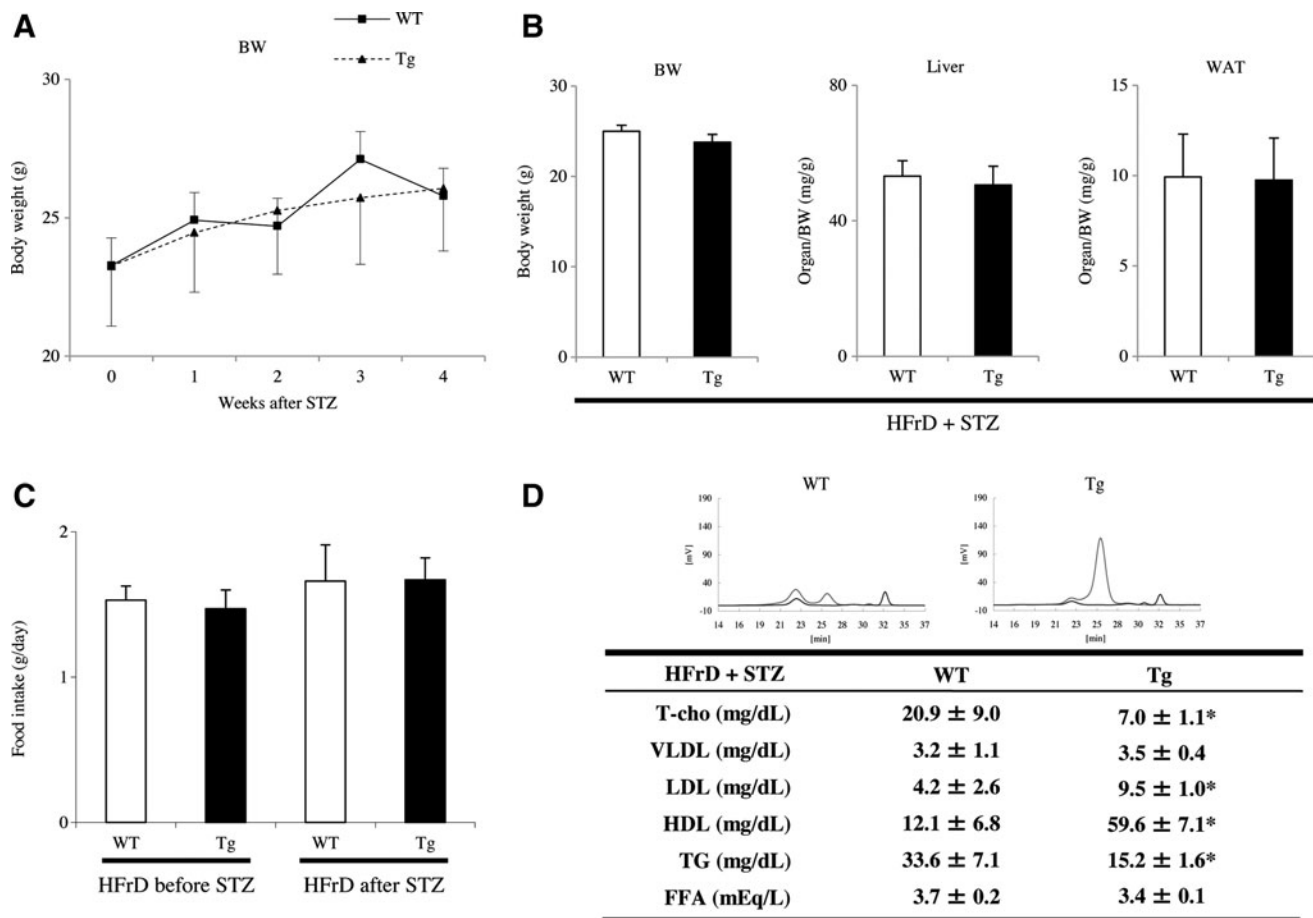 A
BW
WT
Tg
30
25
20
Body weight (g)
0 1 2 3 4
Weeks after STZ
B
BW
30
20
10
0
Body weight (g)
WT Tg
Liver
80
40
0
Organ/BW (mg/g)
WT Tg
WAT
15
10
5
0
Organ/BW (mg/g)
WT Tg
HFrD + STZ
C
2
1
0
Food intake (g/day)
WT Tg WT Tg
HFrD before STZ HFrD after STZ
D
WT
190
140
90
40
-10
[mV]
14 16 19 21 23 25 28 30 32 35 37
[min]
Tg
190
140
90
40
-10
[mV]
14 16 19 21 23 25 28 30 32 35 37
[min]
HFrD + STZ WT Tg
T-cho (mg/dL) 20.9 ± 9.0 7.0 ± 1.1*
VLDL (mg/dL) 3.2 ± 1.1 3.5 ± 0.4
LDL (mg/dL) 4.2 ± 2.6 9.5 ± 1.0*
HDL (mg/dL) 12.1 ± 6.8 59.6 ± 7.1*
TG (mg/dL) 33.6 ± 7.1 15.2 ± 1.6*
FFA (mEq/L) 3.7 ± 0.2 3.4 ± 0.1